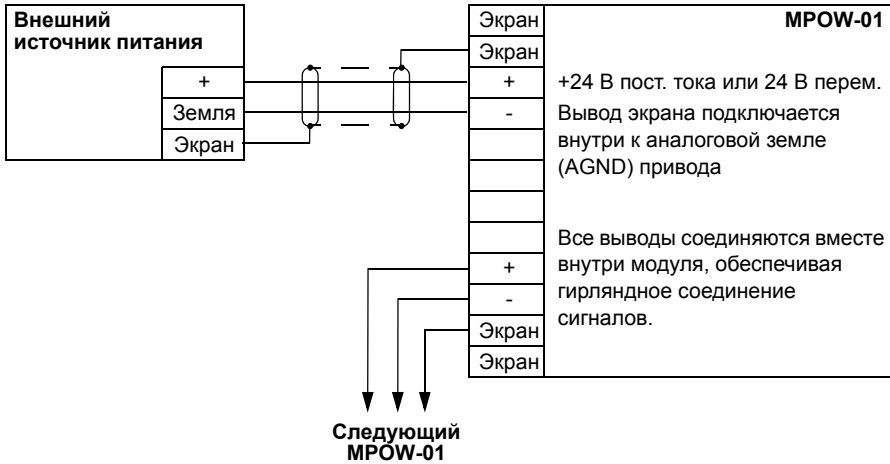 Внешний
источник питания
+
Земля
Экран
Экран
MPOW-01
Экран
+
+24 В пост. тока или 24 В перем.
-
Вывод экрана подключается
внутри к аналоговой земле
(AGND) привода
Все выводы соединяются вместе
+
внутри модуля, обеспечивая
-
гирляндное соединение
сигналов.
Экран
Экран
Следующий
MPOW-01